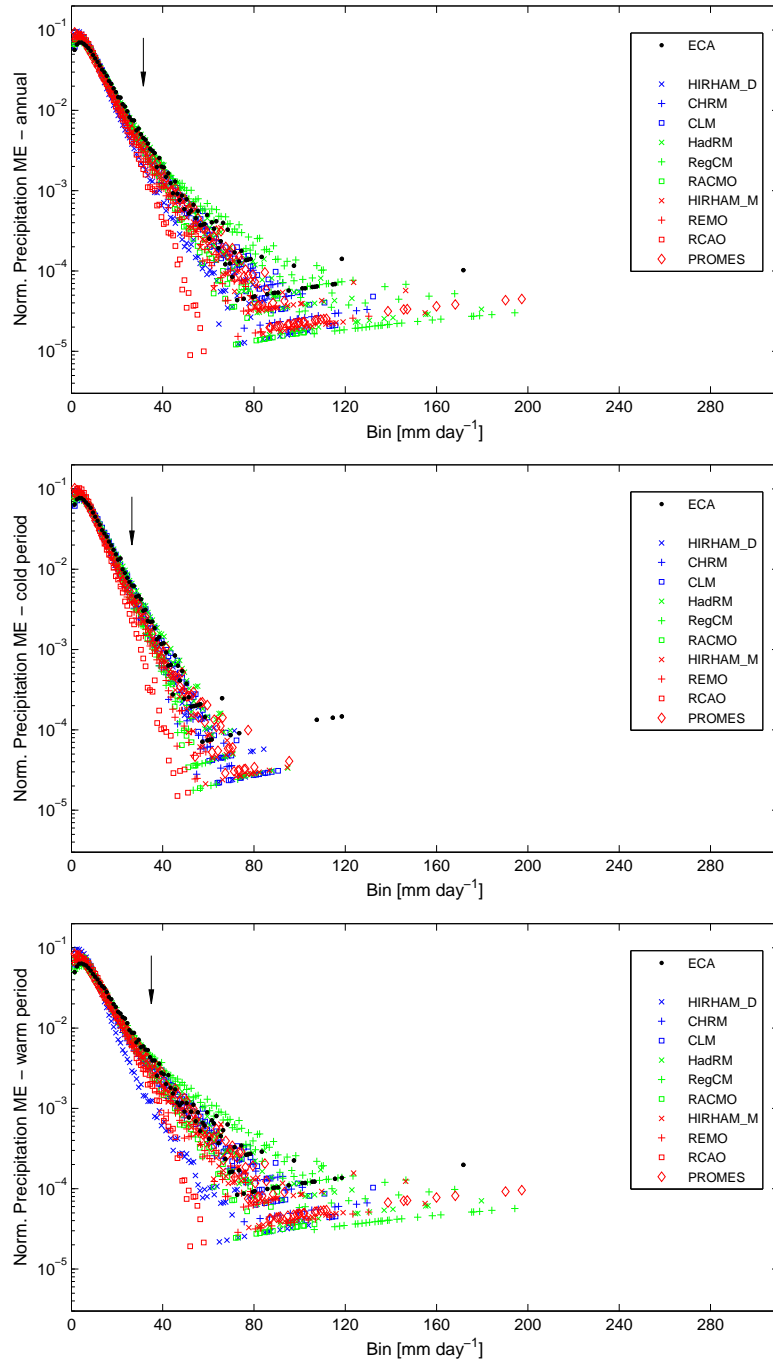 Norm. Precipitation ME − annual
10⁻¹
10⁻²
10⁻³
10⁻⁴
10⁻⁵
0 40 80 120 160 200 240 280
Bin [mm day⁻¹]
ECA
HIRHAM_D
CHRM
CLM
HadRM
RegCM
RACMO
HIRHAM_M
REMO
RCAO
PROMES
Norm. Precipitation ME − cold period
10⁻¹
10⁻²
10⁻³
10⁻⁴
10⁻⁵
0 40 80 120 160 200 240 280
Bin [mm day⁻¹]
ECA
HIRHAM_D
CHRM
CLM
HadRM
RegCM
RACMO
HIRHAM_M
REMO
RCAO
PROMES
Norm. Precipitation ME − warm period
10⁻¹
10⁻²
10⁻³
10⁻⁴
10⁻⁵
0 40 80 120 160 200 240 280
Bin [mm day⁻¹]
ECA
HIRHAM_D
CHRM
CLM
HadRM
RegCM
RACMO
HIRHAM_M
REMO
RCAO
PROMES